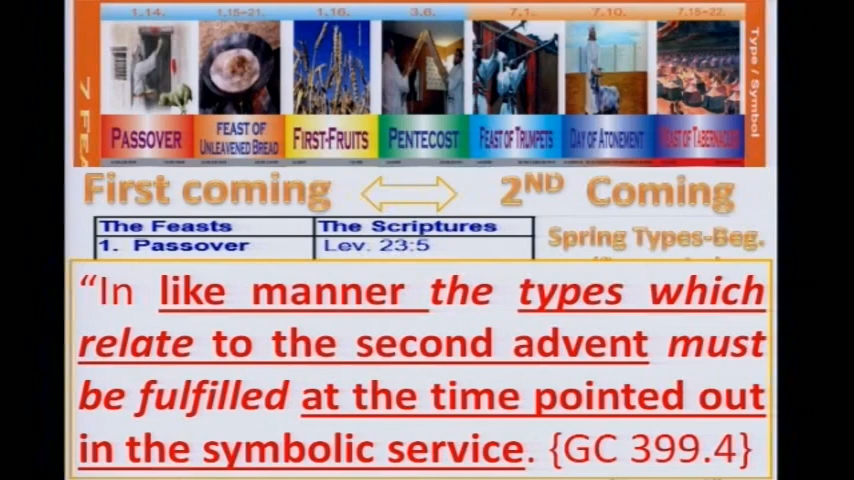 1.14. 1.15-21. 1.16. 3.6. 7.1. 7.10. 7.15-22.
Type / Symbol
7 FEA
PASSOVER
FEAST OF
UNLEAVENED BREAD
FIRST-FRUITS
PENTECOST
FEAST OF TRUMPETS
DAY OF ATONEMENT
FEAST OF TABERNACLES
First coming 2ND Coming
The Feasts The Scriptures
1. Passover Lev. 23:5
Spring Types-Beg.
“In like manner the types which
relate to the second advent must
be fulfilled at the time pointed out
in the symbolic service. {GC 399.4}